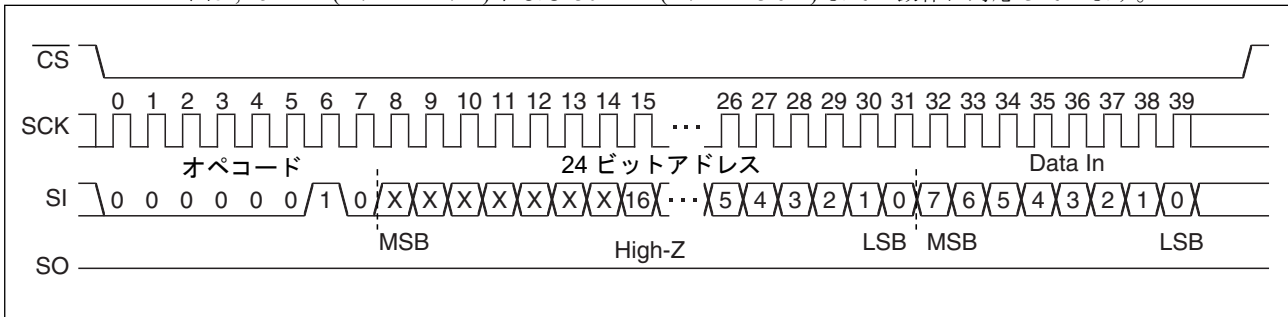 CS
0 1 2 3 4 5 6 7 8 9 10 11 12 13 14 15 26 27 28 29 30 31 32 33 34 35 36 37 38 39
SCK ...
オペコード 24 ビットアドレス Data In
SI 0 0 0 0 0 0 1 0 X X X X X X X 16 ... 5 4 3 2 1 0 7 6 5 4 3 2 1 0
MSB High-Z LSB MSB LSB
SO